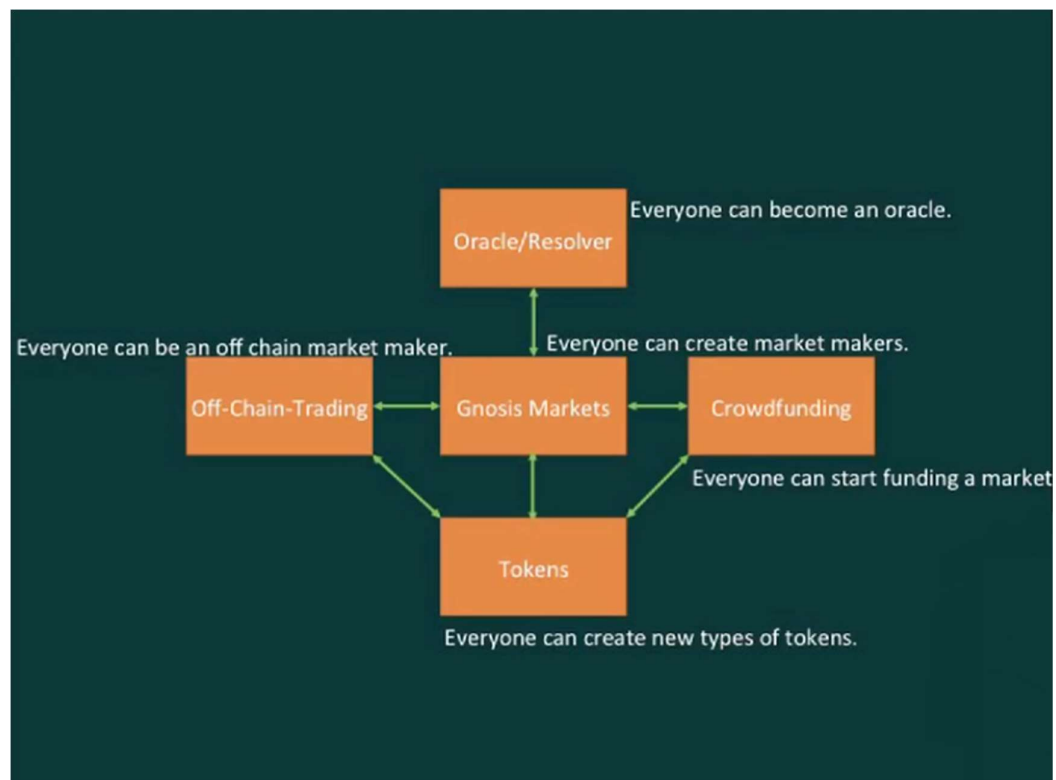 Everyone can become an oracle.
Oracle/Resolver
Everyone can be an off chain market maker.
Everyone can create market makers.
Off-Chain-Trading
Gnosis Markets
Crowdfunding
Everyone can start funding a market
Tokens
Everyone can create new types of tokens.